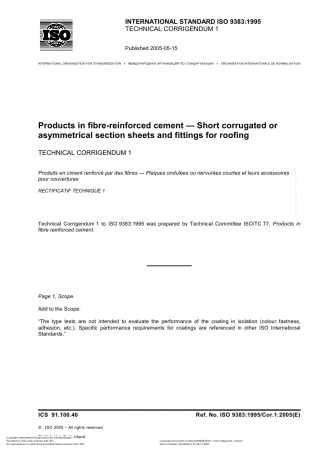 ISO
INTERNATIONAL STANDARD ISO 9383:1995
TECHNICAL CORRIGENDUM 1
Published 2005-05-15
INTERNATIONAL ORGANIZATION FOR STANDARDIZATION • МЕЖДУНАРОДНАЯ ОРГАНИЗАЦИЯ ПО СТАНДАРТИЗАЦИИ • ORGANISATION INTERNATIONALE DE NORMALISATION
Products in fibre-reinforced cement — Short corrugated or
asymmetrical section sheets and fittings for roofing
TECHNICAL CORRIGENDUM 1
Produits en ciment renforcé par des fibres — Plaques ondulées ou nervurées courtes et leurs accessoires
pour couvertures
RECTIFICATIF TECHNIQUE 1
Technical Corrigendum 1 to ISO 9383:1995 was prepared by Technical Committee ISO/TC 77, Products in
fibre reinforced cement.
Page 1, Scope
Add to the Scope:
"The type tests are not intended to evaluate the performance of the coating in isolation (colour fastness,
adhesion, etc.). Specific performance requirements for coatings are referenced in other ISO International
Standards."
ICS 91.100.40
Ref. No. ISO 9383:1995/Cor.1:2005(E)
© ISO 2005 – All rights reserved
Copyright International Organization for Standardization